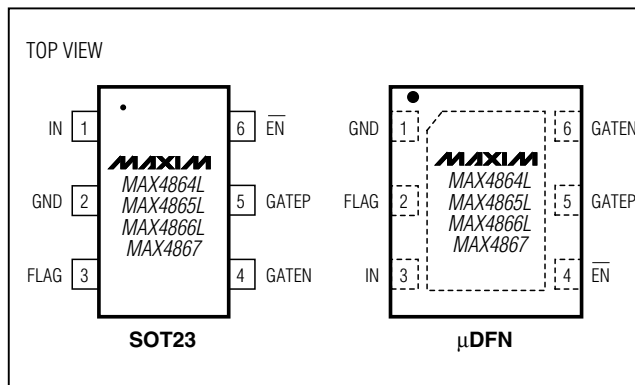 TOP VIEW
IN 1
6 EN
GND 2
5 GATEP
FLAG 3
4 GATEN
MAXIM
MAX4864L
MAX4865L
MAX4866L
MAX4867
SOT23
GND 1
6 GATEN
FLAG 2
5 GATEP
IN 3
4 EN
MAXIM
MAX4864L
MAX4865L
MAX4866L
MAX4867
µDFN